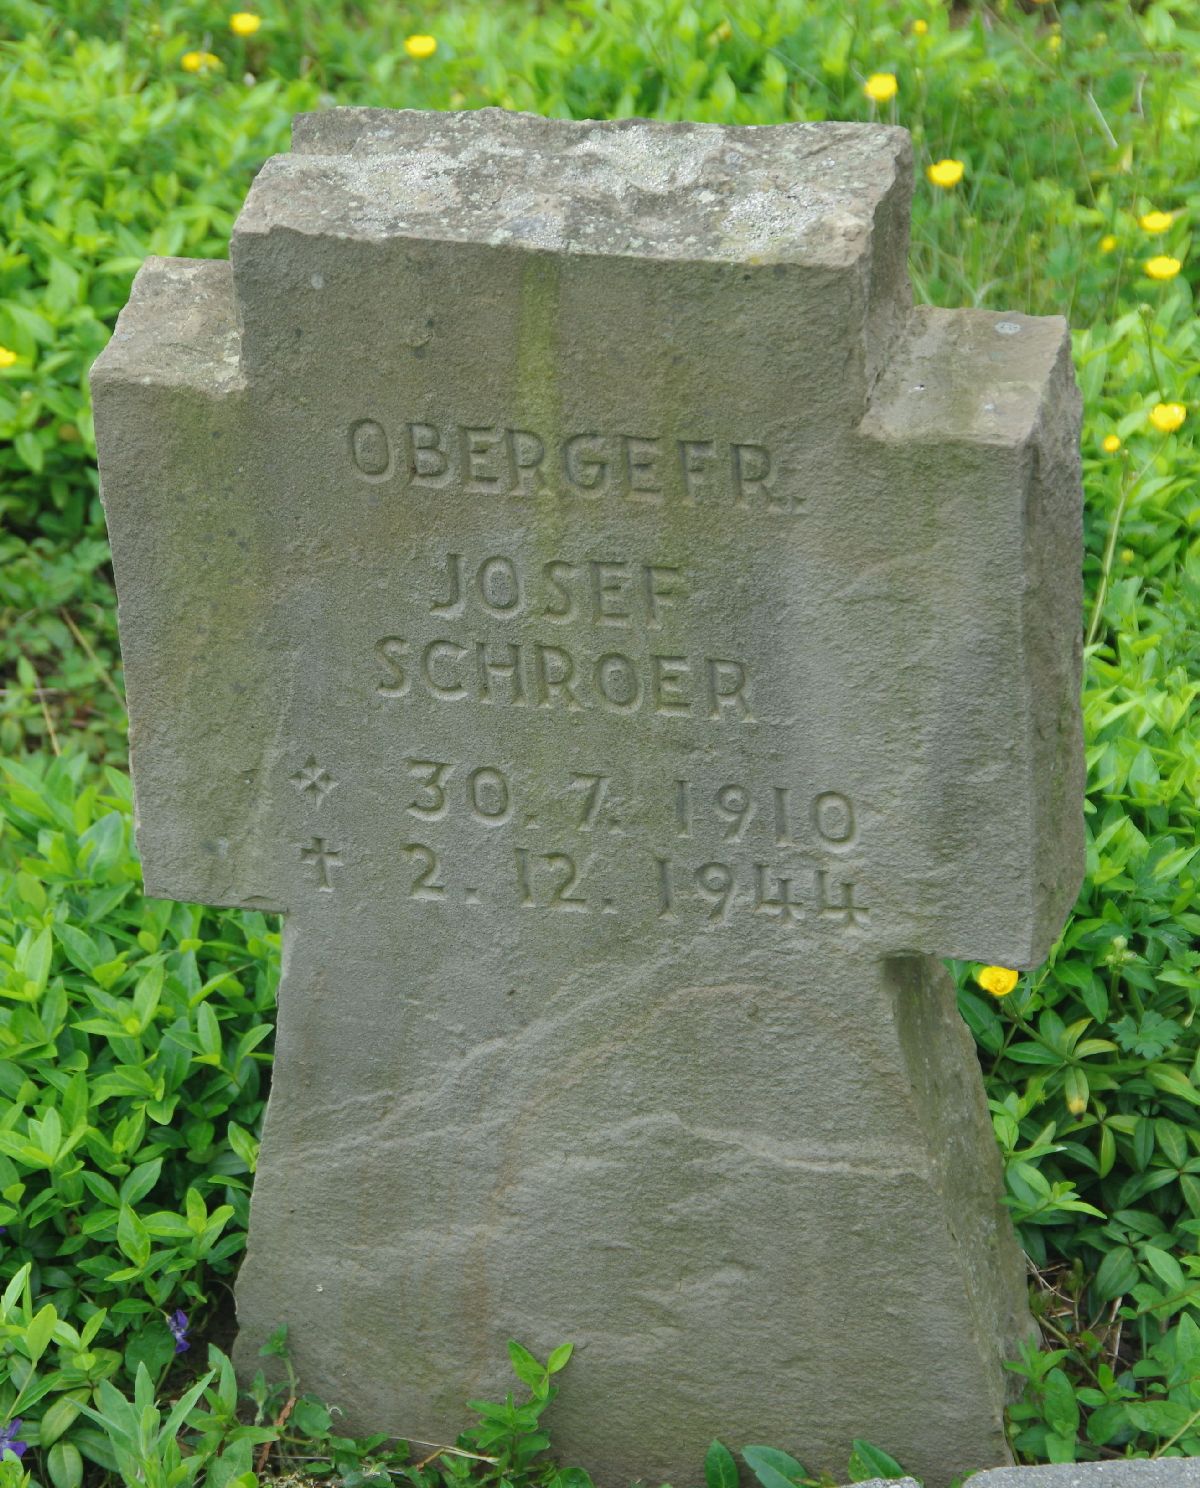 OBERGEFR.
JOSEF
SCHROER
* 30. 7. 1910
† 2. 12. 1944